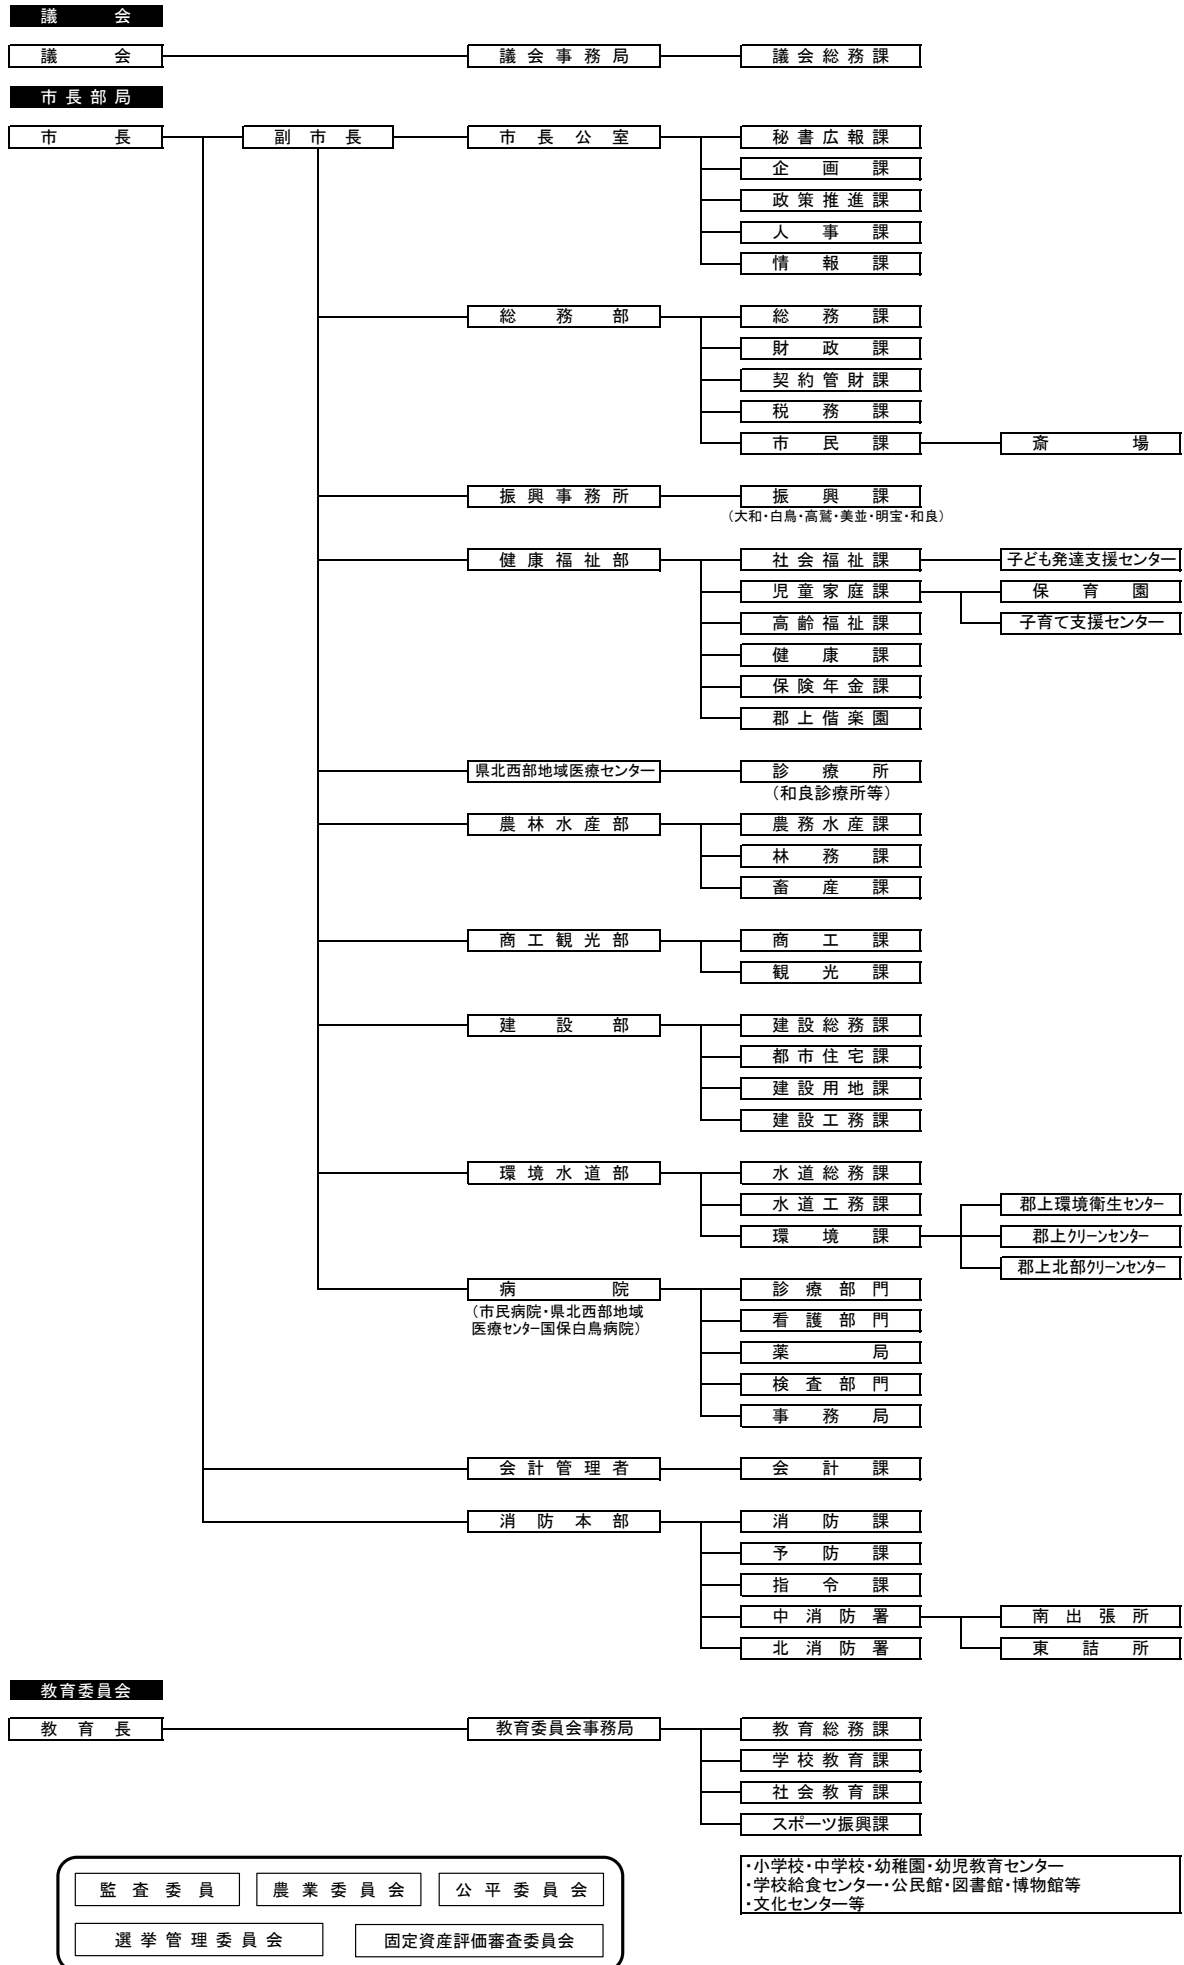 議会
議会 議会事務局 議会総務課
市長部局
市長 副市長 市長公室 秘書広報課
企画課
政策推進課
人事課
情報課
総務部 総務課
財政課
契約管財課
税務課
市民課 斎場
振興事務所 振興課
（大和・白鳥・高鷲・美並・明宝・和良）
健康福祉部 社会福祉課 子ども発達支援センター
児童家庭課 保育園
高齢福祉課 子育て支援センター
健康課
保険年金課
郡上偕楽園
県北西部地域医療センター 診療所
（和良診療所等）
農林水産部 農務水産課
林務課
畜産課
商工観光部 商工課
観光課
建設部 建設総務課
都市住宅課
建設用地課
建設工務課
環境水道部 水道総務課
水道工務課 郡上環境衛生センター
環境課 郡上クリーンセンター
郡上北部クリーンセンター
病院 診療部門
（市民病院・県北西部地域
医療センター国保白鳥病院）
看護部門
薬局
検査部門
事務局
会計管理者 会計課
消防本部 消防課
予防課
指令課
中消防署 南出張所
北消防署 東詰所
教育委員会
教育長 教育委員会事務局 教育総務課
学校教育課
社会教育課
スポーツ振興課
・小学校・中学校・幼稚園・幼児教育センター
・学校給食センター・公民館・図書館・博物館等
・文化センター等
監査委員 農業委員会 公平委員会
選挙管理委員会 固定資産評価審査委員会